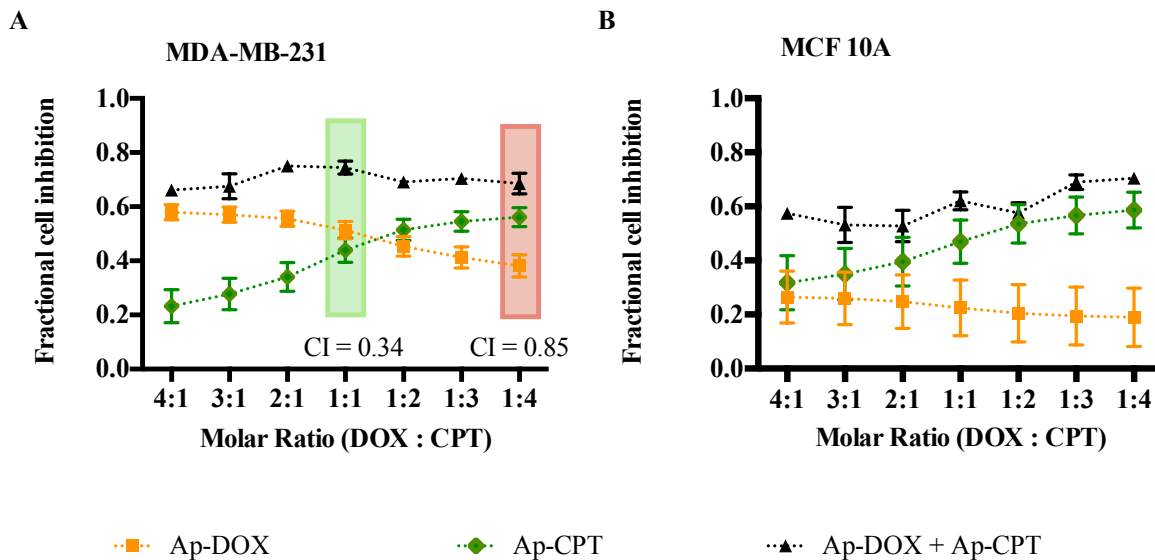 A
MDA-MB-231
Fractional cell inhibition
1.0
0.8
0.6
0.4
0.2
0.0
CI = 0.34
CI = 0.85
4:1 3:1 2:1 1:1 1:2 1:3 1:4
Molar Ratio (DOX : CPT)
B
MCF 10A
Fractional cell inhibition
1.0
0.8
0.6
0.4
0.2
0.0
4:1 3:1 2:1 1:1 1:2 1:3 1:4
Molar Ratio (DOX : CPT)
Ap-DOX
Ap-CPT
Ap-DOX + Ap-CPT